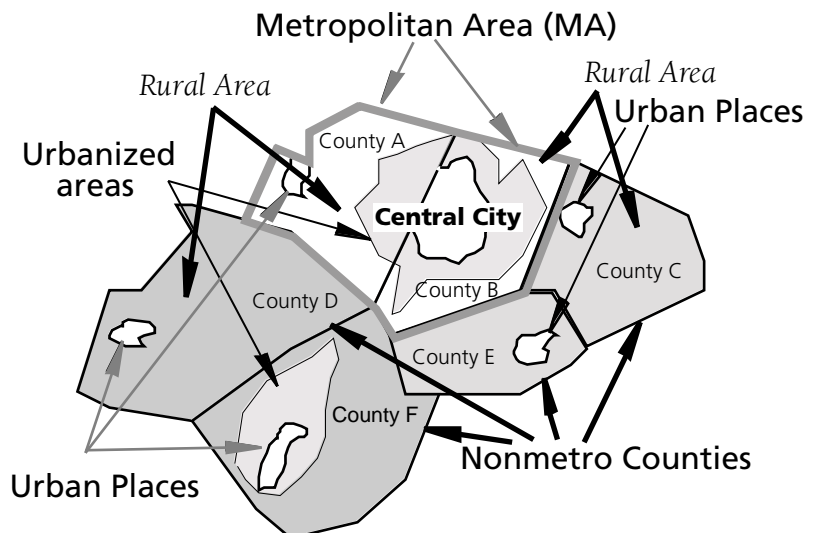 Metropolitan Area (MA)
Rural Area
Rural Area
Urban Places
County A
Urbanized
areas
Central City
County C
County B
County D
County E
County F
Nonmetro Counties
Urban Places